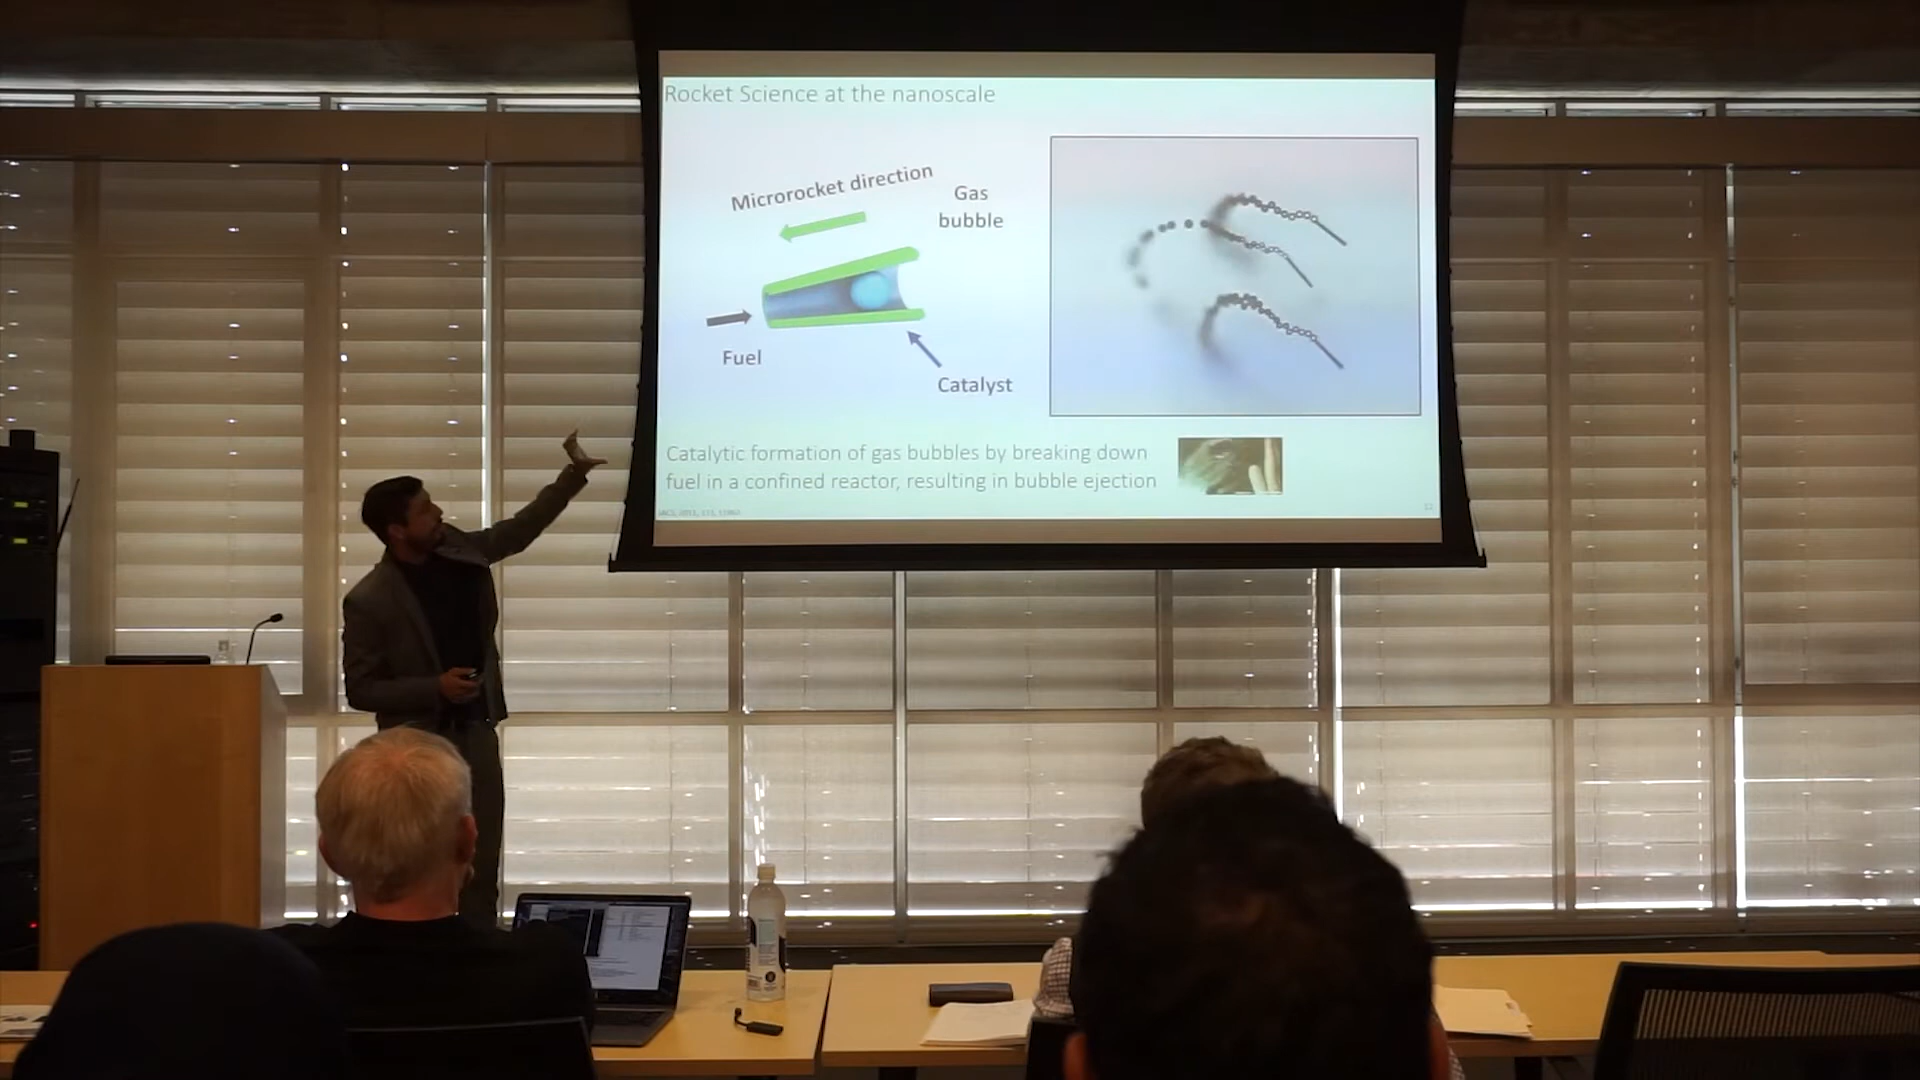 Rocket Science at the nanoscale
Microrocket direction
Gas
bubble
Fuel
Catalyst
Catalytic formation of gas bubbles by breaking down
fuel in a confined reactor, resulting in bubble ejection